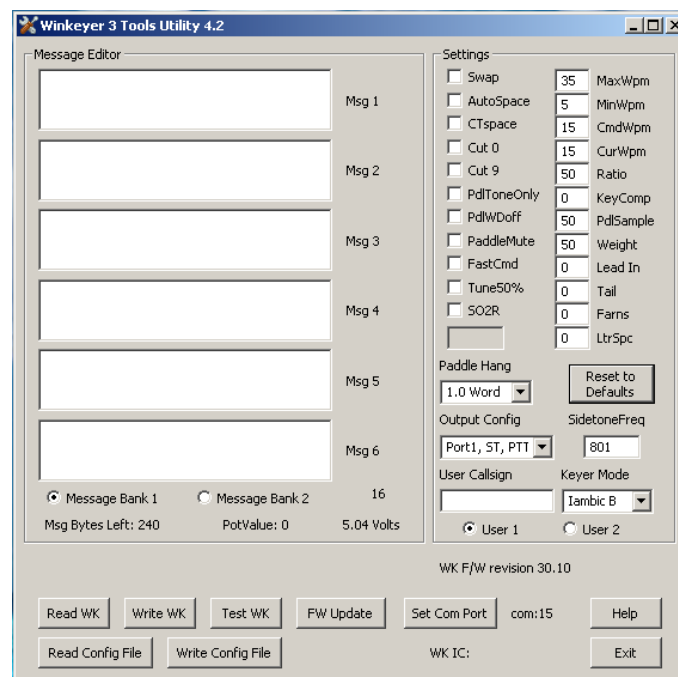 Winkeyer 3 Tools Utility 4.2
Message Editor
Msg 1
Msg 2
Msg 3
Msg 4
Msg 5
Msg 6
Message Bank 1 Message Bank 2 16
Msg Bytes Left: 240 PotValue: 0 5.04 Volts
Settings
Swap 35 MaxWpm
AutoSpace 5 MinWpm
CTspace 15 CmdWpm
Cut 0 15 CurWpm
Cut 9 50 Ratio
PdlToneOnly 0 KeyComp
PdlWDoff 50 PdlSample
PaddleMute 50 Weight
FastCmd 0 Lead In
Tune50% 0 Tail
SO2R 0 Farns
0 LtrSpc
Paddle Hang
1.0 Word
Reset to
Defaults
Output Config SidetoneFreq
Port1, ST, PTT 801
User Callsign Keyer Mode
Iambic B
User 1 User 2
WK F/W revision 30.10
Read WK Write WK Test WK FW Update Set Com Port com:15 Help
Read Config File Write Config File WK IC: Exit